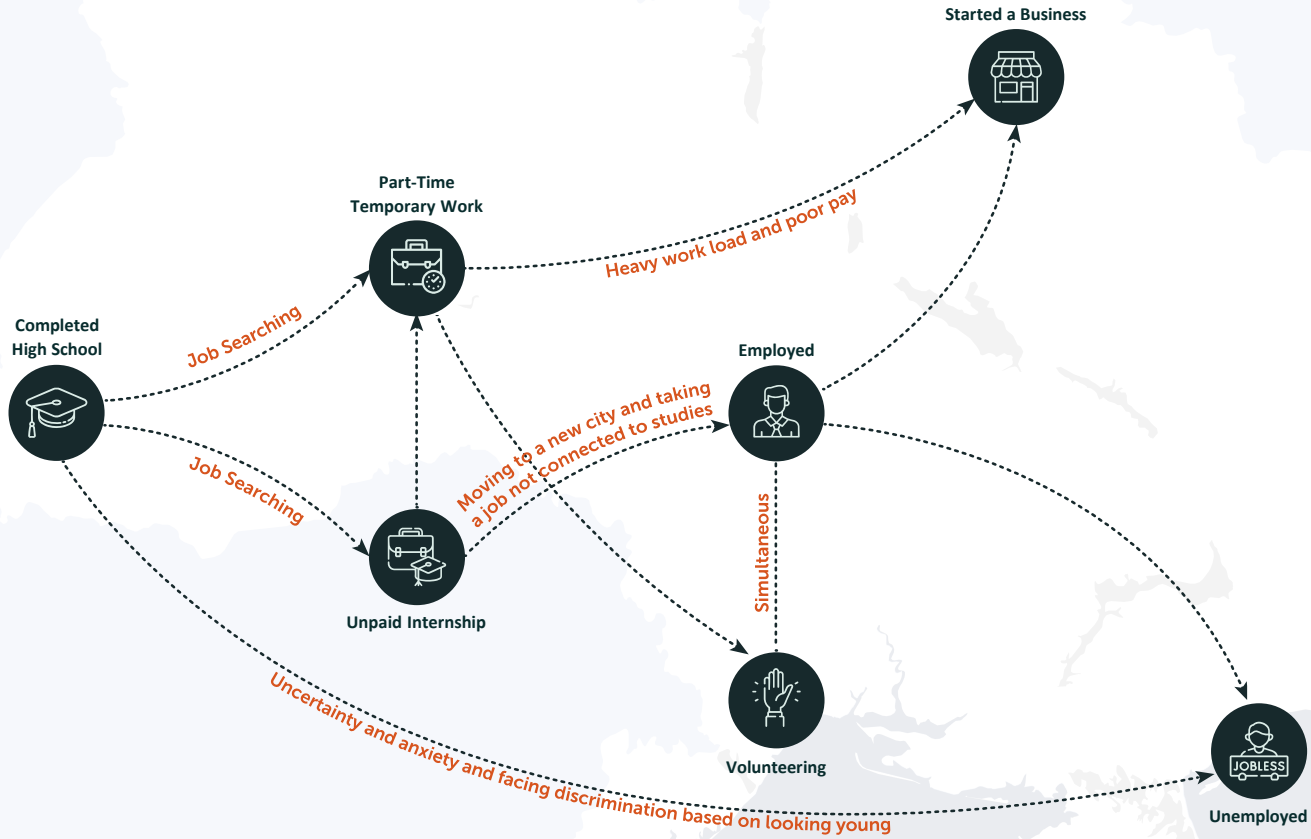 Started a Business
Part-Time
Temporary Work
Heavy work load and poor pay
Completed
High School
Job Searching
Employed
Moving to a new city and taking
a job not connected to studies
Job Searching
Simultaneous
Unpaid Internship
Uncertainty and anxiety and facing discrimination based on looking young
Volunteering
JOBLESS
Unemployed